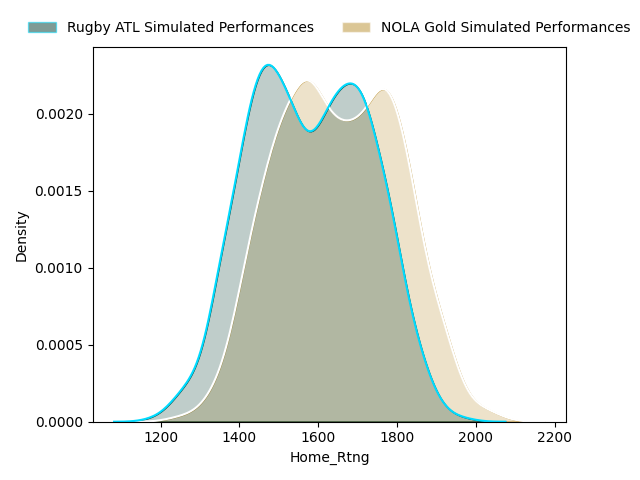 Rugby ATL Simulated Performances
NOLA Gold Simulated Performances
Density
0.0020
0.0015
0.0010
0.0005
0.0000
1200
1400
1600
1800
2000
2200
Home_Rtng